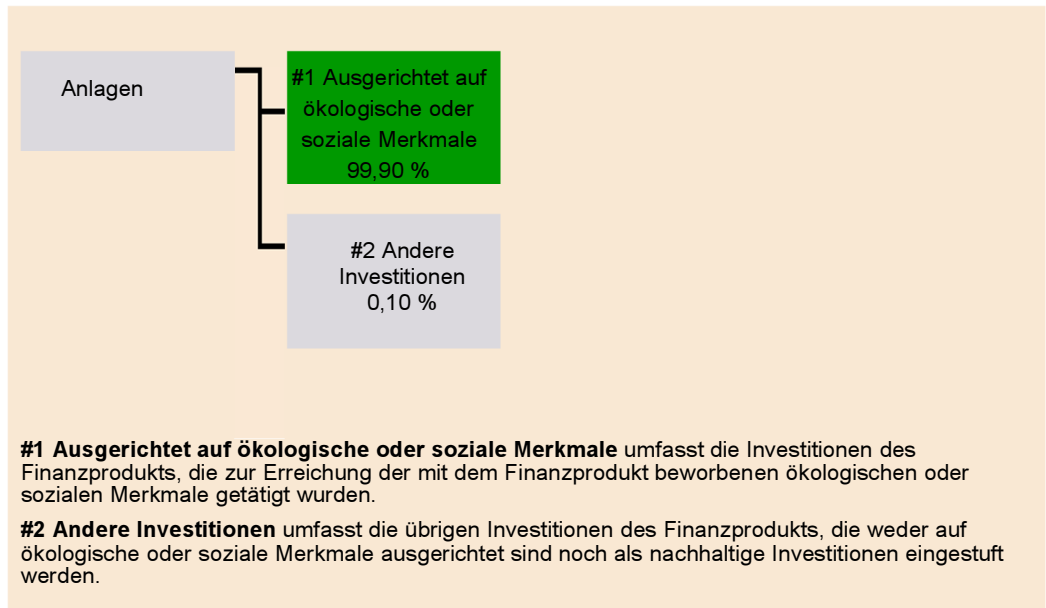 Anlagen
#1 Ausgerichtet auf
ökologische oder
soziale Merkmale
99,90 %
#2 Andere
Investitionen
0,10 %
#1 Ausgerichtet auf ökologische oder soziale Merkmale umfasst die Investitionen des
Finanzprodukts, die zur Erreichung der mit dem Finanzprodukt beworbenen ökologischen oder
sozialen Merkmale getätigt wurden.
#2 Andere Investitionen umfasst die übrigen Investitionen des Finanzprodukts, die weder auf
ökologische oder soziale Merkmale ausgerichtet sind noch als nachhaltige Investitionen eingestuft
werden.